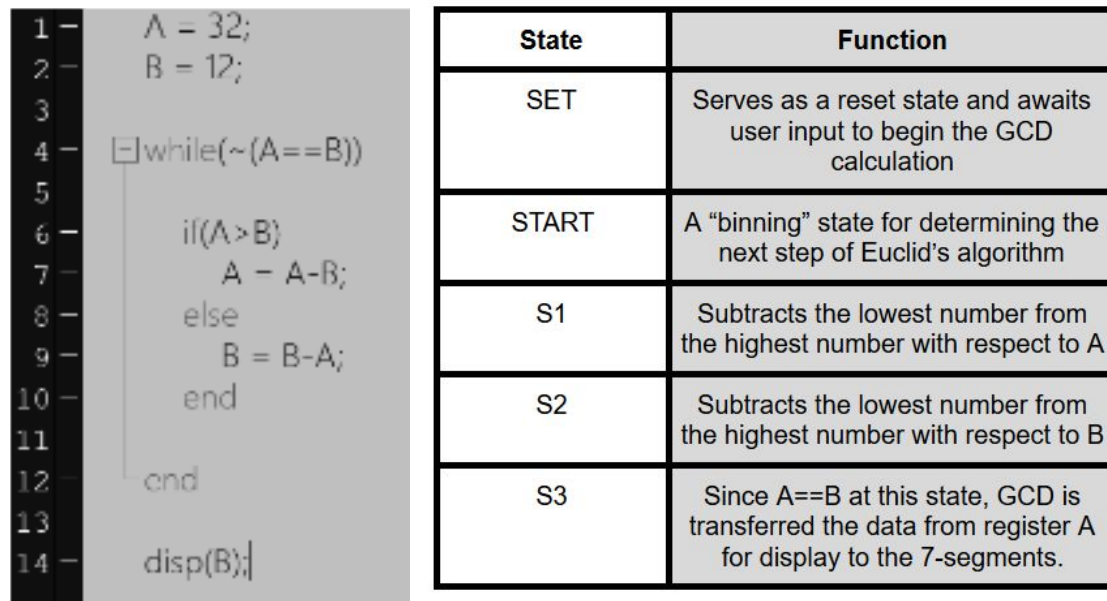 1 A = 32;
2 B = 12;
3
4 while(~(A==B))
5
6 if(A>B)
7 A = A-B;
8 else
9 B = B-A;
10 end
11
12 end
13
14 disp(B);
State Function
SET Serves as a reset state and awaits
user input to begin the GCD
calculation
START A “binning” state for determining the
next step of Euclid’s algorithm
S1 Subtracts the lowest number from
the highest number with respect to A
S2 Subtracts the lowest number from
the highest number with respect to B
S3 Since A==B at this state, GCD is
transferred the data from register A
for display to the 7-segments.